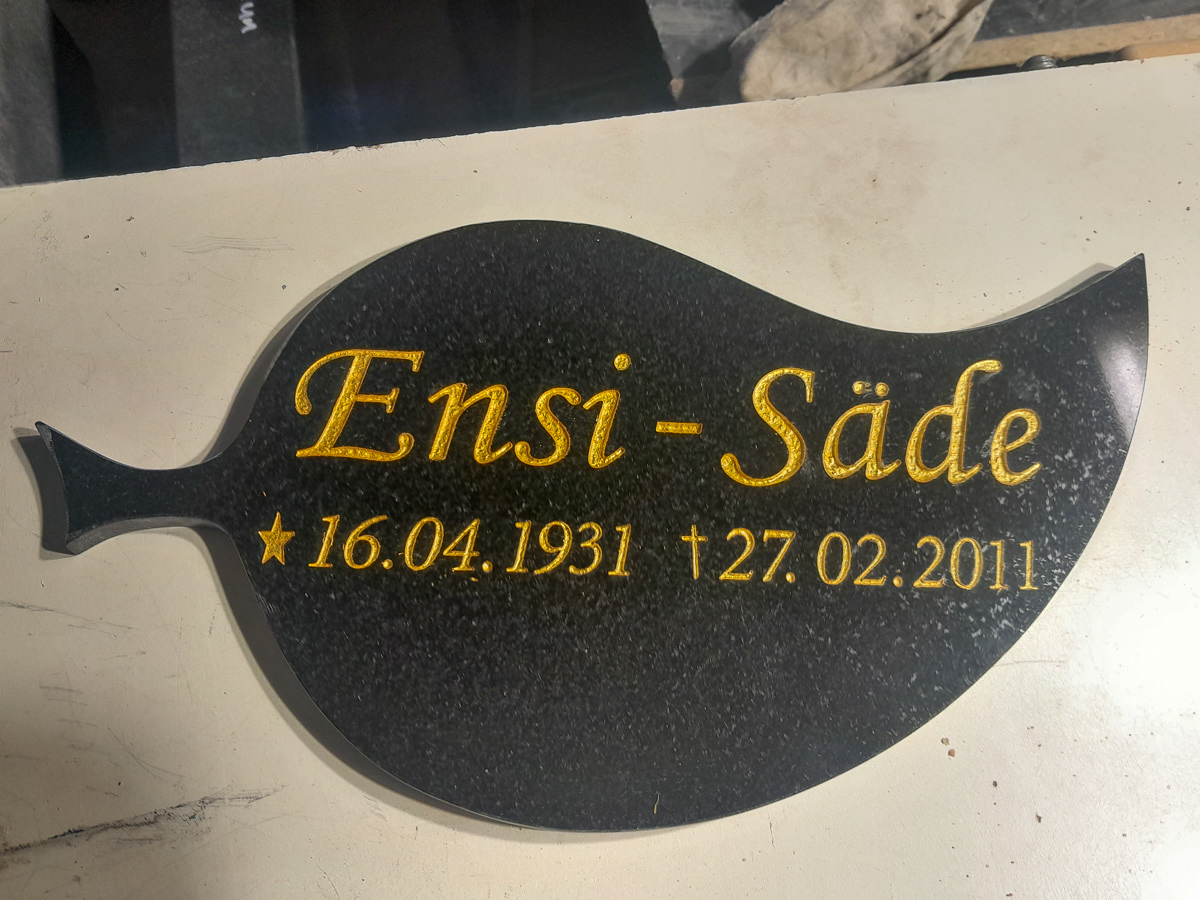 Ensi - Säde
★ 16.04.1931 † 27.02.2011